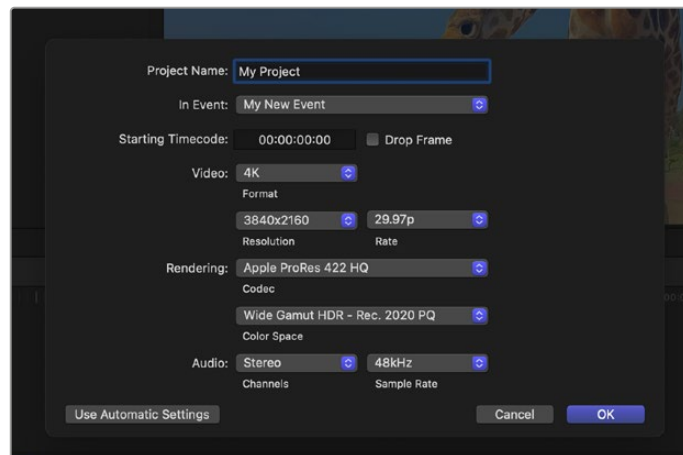 Project Name: My Project
In Event: My New Event
Starting Timecode: 00:00:00:00 Drop Frame
Video: 4K
Format
3840x2160 29.97p
Resolution Rate
Rendering: Apple ProRes 422 HQ
Codec
Wide Gamut HDR - Rec. 2020 PQ
Color Space
Audio: Stereo 48kHz
Channels Sample Rate
Use Automatic Settings Cancel OK